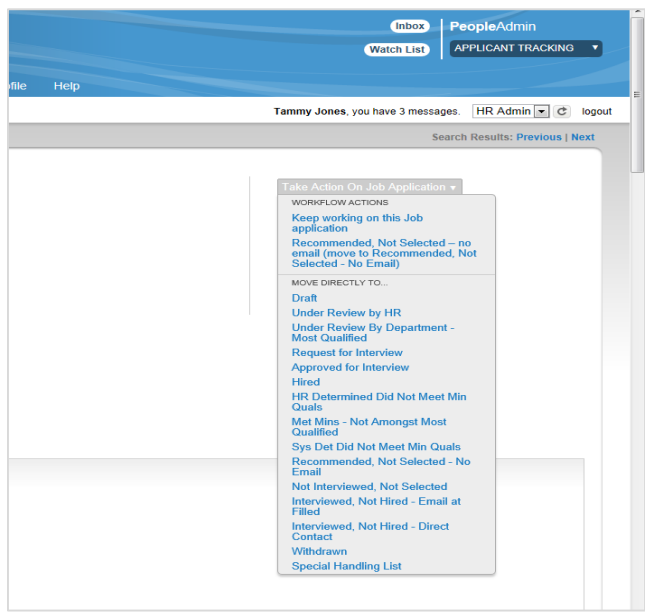 Inbox
PeopleAdmin
Watch List
APPLICANT TRACKING
ofile Help
Tammy Jones, you have 3 messages. HR Admin logout
Search Results: Previous | Next
Take Action On Job Application
WORKFLOW ACTIONS
Keep working on this Job
application
Recommended, Not Selected – no
email (move to Recommended, Not
Selected - No Email)
MOVE DIRECTLY TO...
Draft
Under Review by HR
Under Review By Department -
Most Qualified
Request for Interview
Approved for Interview
Hired
HR Determined Did Not Meet Min
Quals
Met Mins - Not Amongst Most
Qualified
Sys Det Did Not Meet Min Quals
Recommended, Not Selected - No
Email
Not Interviewed, Not Selected
Interviewed, Not Hired - Email at
Filled
Interviewed, Not Hired - Direct
Contact
Withdrawn
Special Handling List